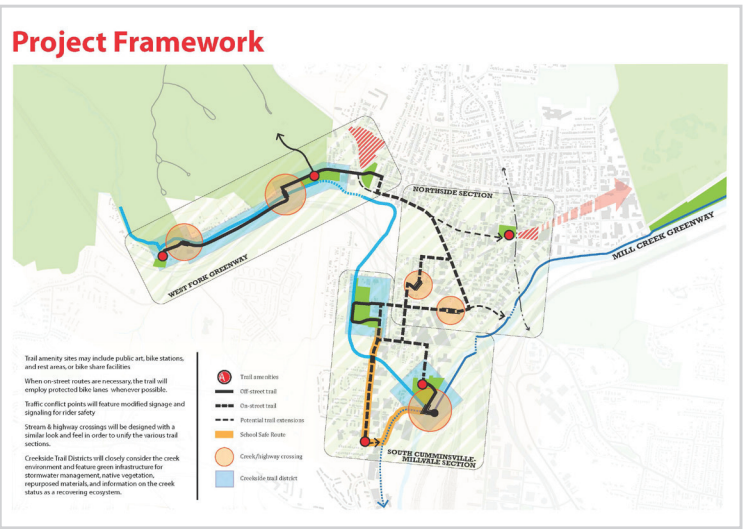 Project Framework
NORTHSIDE SECTION
MILL CREEK GREENWAY
WEST FORK GREENWAY
Trail amenity sites may include public art, bike stations,
and rest areas, or bike share facilities
When on-street routes are necessary, the trail will
employ protected bike lanes whenever possible.
Traffic conflict points will feature modified signage and
signaling for rider safety
Stream & highway crossings will be designed with a
similar look and feel in order to unify the various trail
sections.
Creekside Trail Districts will closely consider the creek
environment and feature green infrastructure for
stormwater management, native vegetation,
repurposed materials, and information on the creek
status as a recovering ecosystem.
Trail amenities
Off-street trail
On-street trail
Potential trail extensions
School Safe Route
Creek/highway crossing
Creekside trail district
SOUTH CUMMINSVILLE-
MILLVALE SECTION